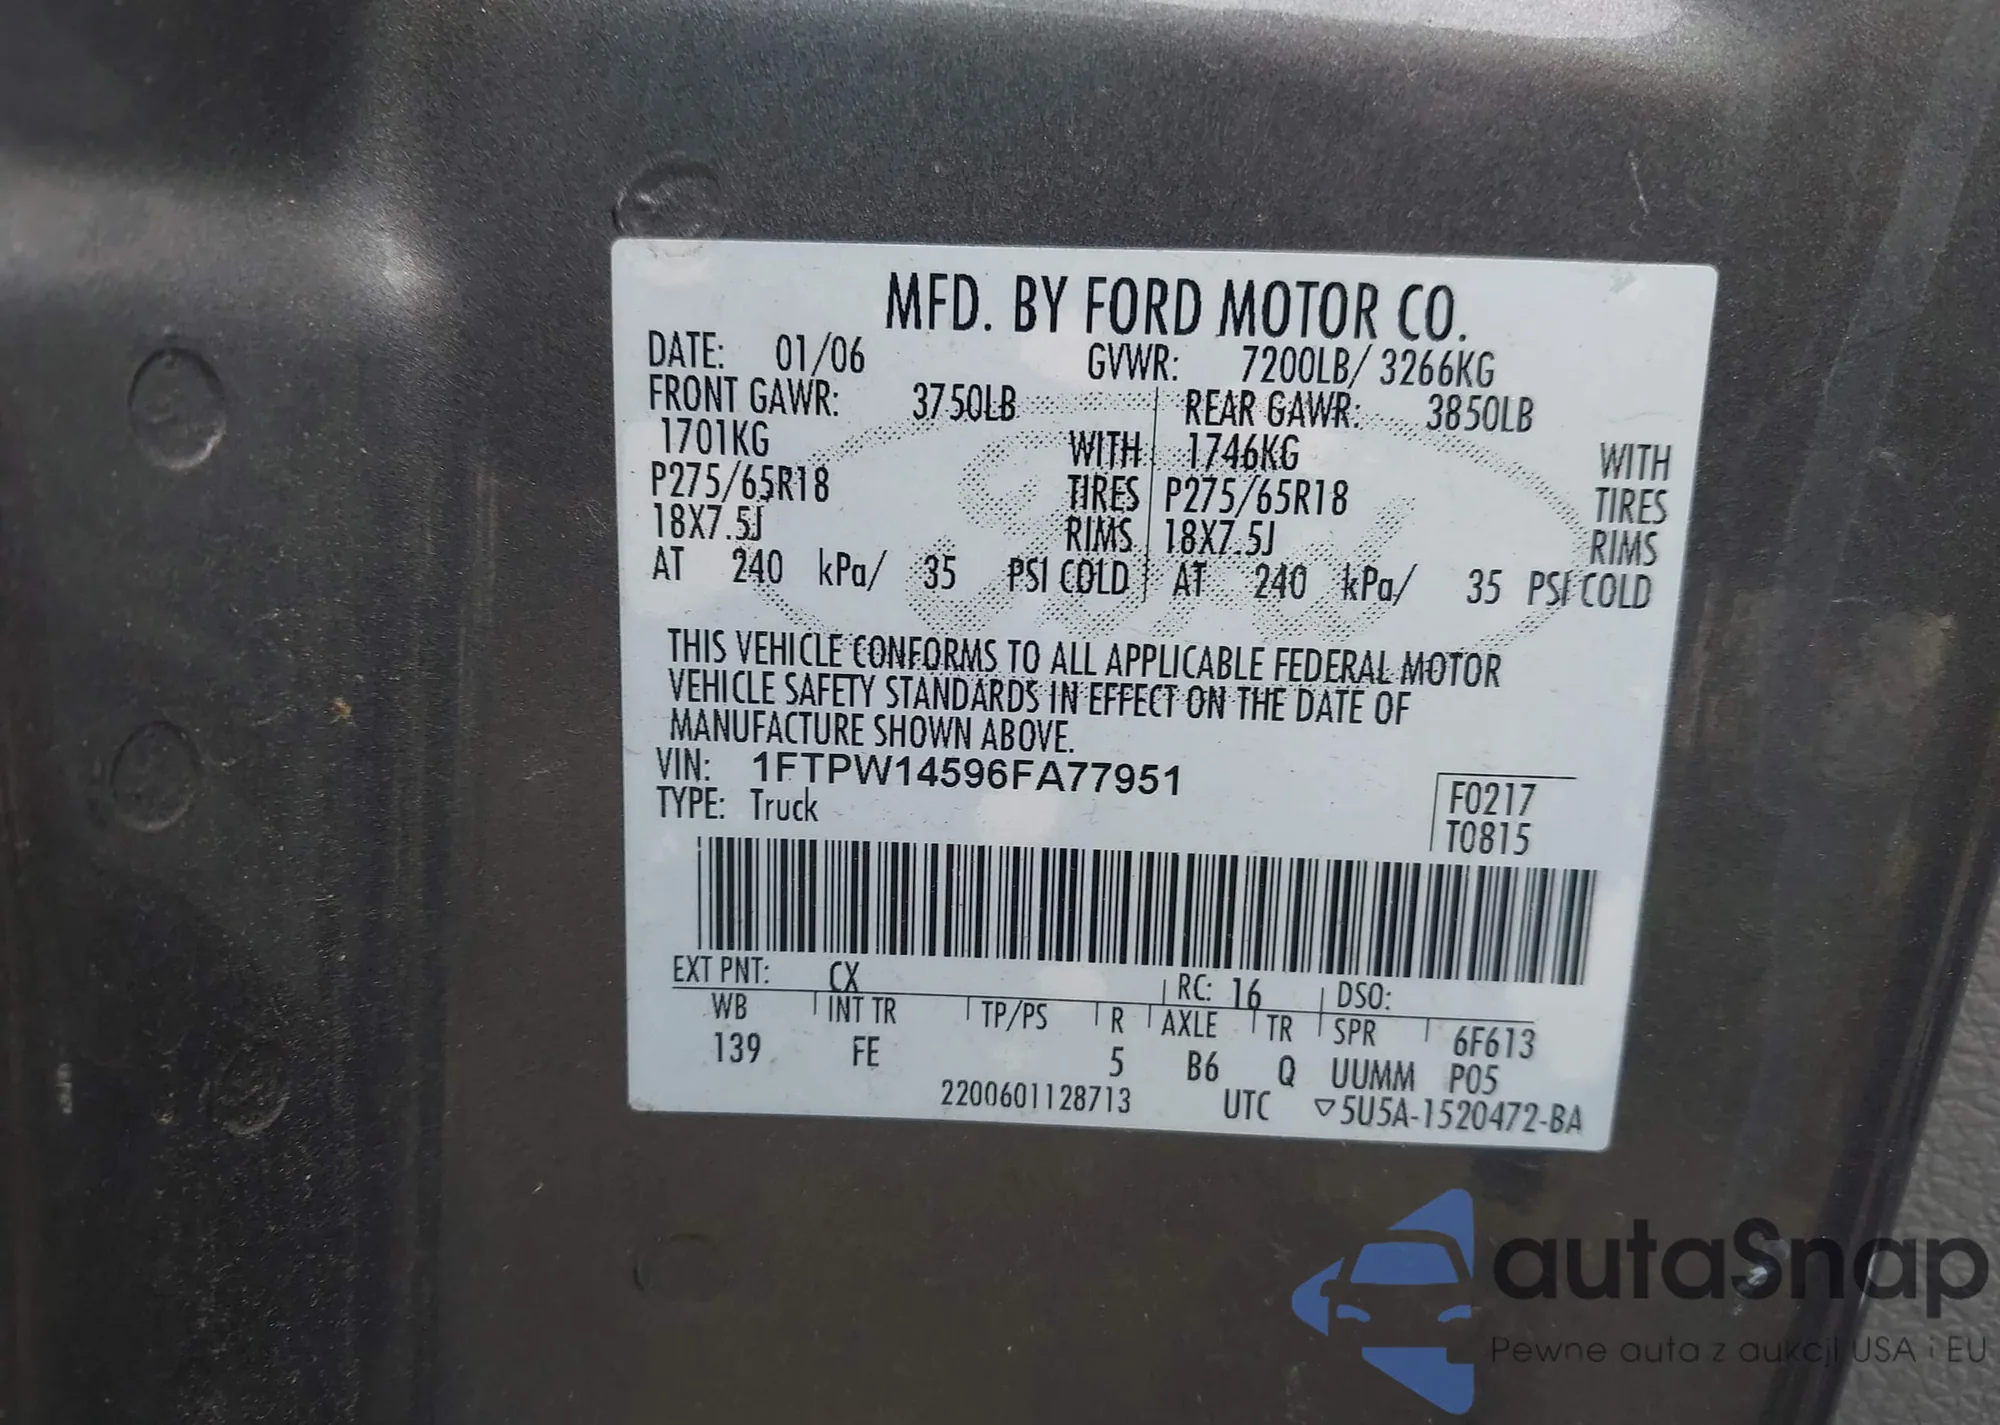 MFD. BY FORD MOTOR CO.
DATE: 01/06 GVWR: 7200LB/ 3266KG
FRONT GAWR: 3750LB REAR GAWR: 3850LB
1701KG WITH 1746KG WITH
P275/65R18 TIRES P275/65R18 TIRES
18X7.5J RIMS 18X7.5J RIMS
AT 240 kPa/ 35 PSI COLD AT 240 kPa/ 35 PSI COLD
THIS VEHICLE CONFORMS TO ALL APPLICABLE FEDERAL MOTOR
VEHICLE SAFETY STANDARDS IN EFFECT ON THE DATE OF
MANUFACTURE SHOWN ABOVE.
VIN: 1FTPW14596FA77951
TYPE: Truck
F0217
T0815
EXT PNT: CX RC: 16 DSO:
WB INT TR TP/PS R AXLE TR SPR 6F613
139 FE 5 B6 Q UUMM P05
2200601128713 UTC ▽5U5A-1520472-BA
autaSnap
Pewne auta z aukcji USA i EU